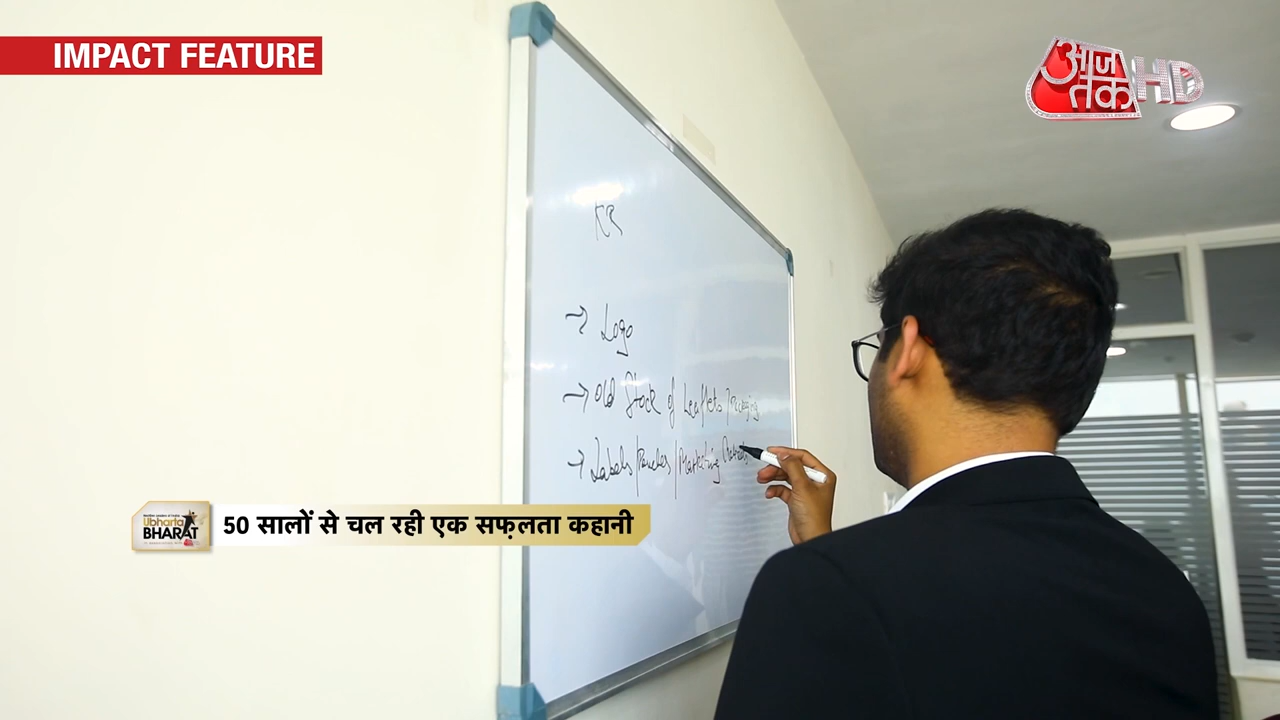 IMPACT FEATURE
आज
तक HD
KR
→ Logo
→ Old Stock of Leaflets
→ Labels/Pouches/Marketing
Ubharta
BHARAT
50 सालों से चल रही एक सफ़लता कहानी